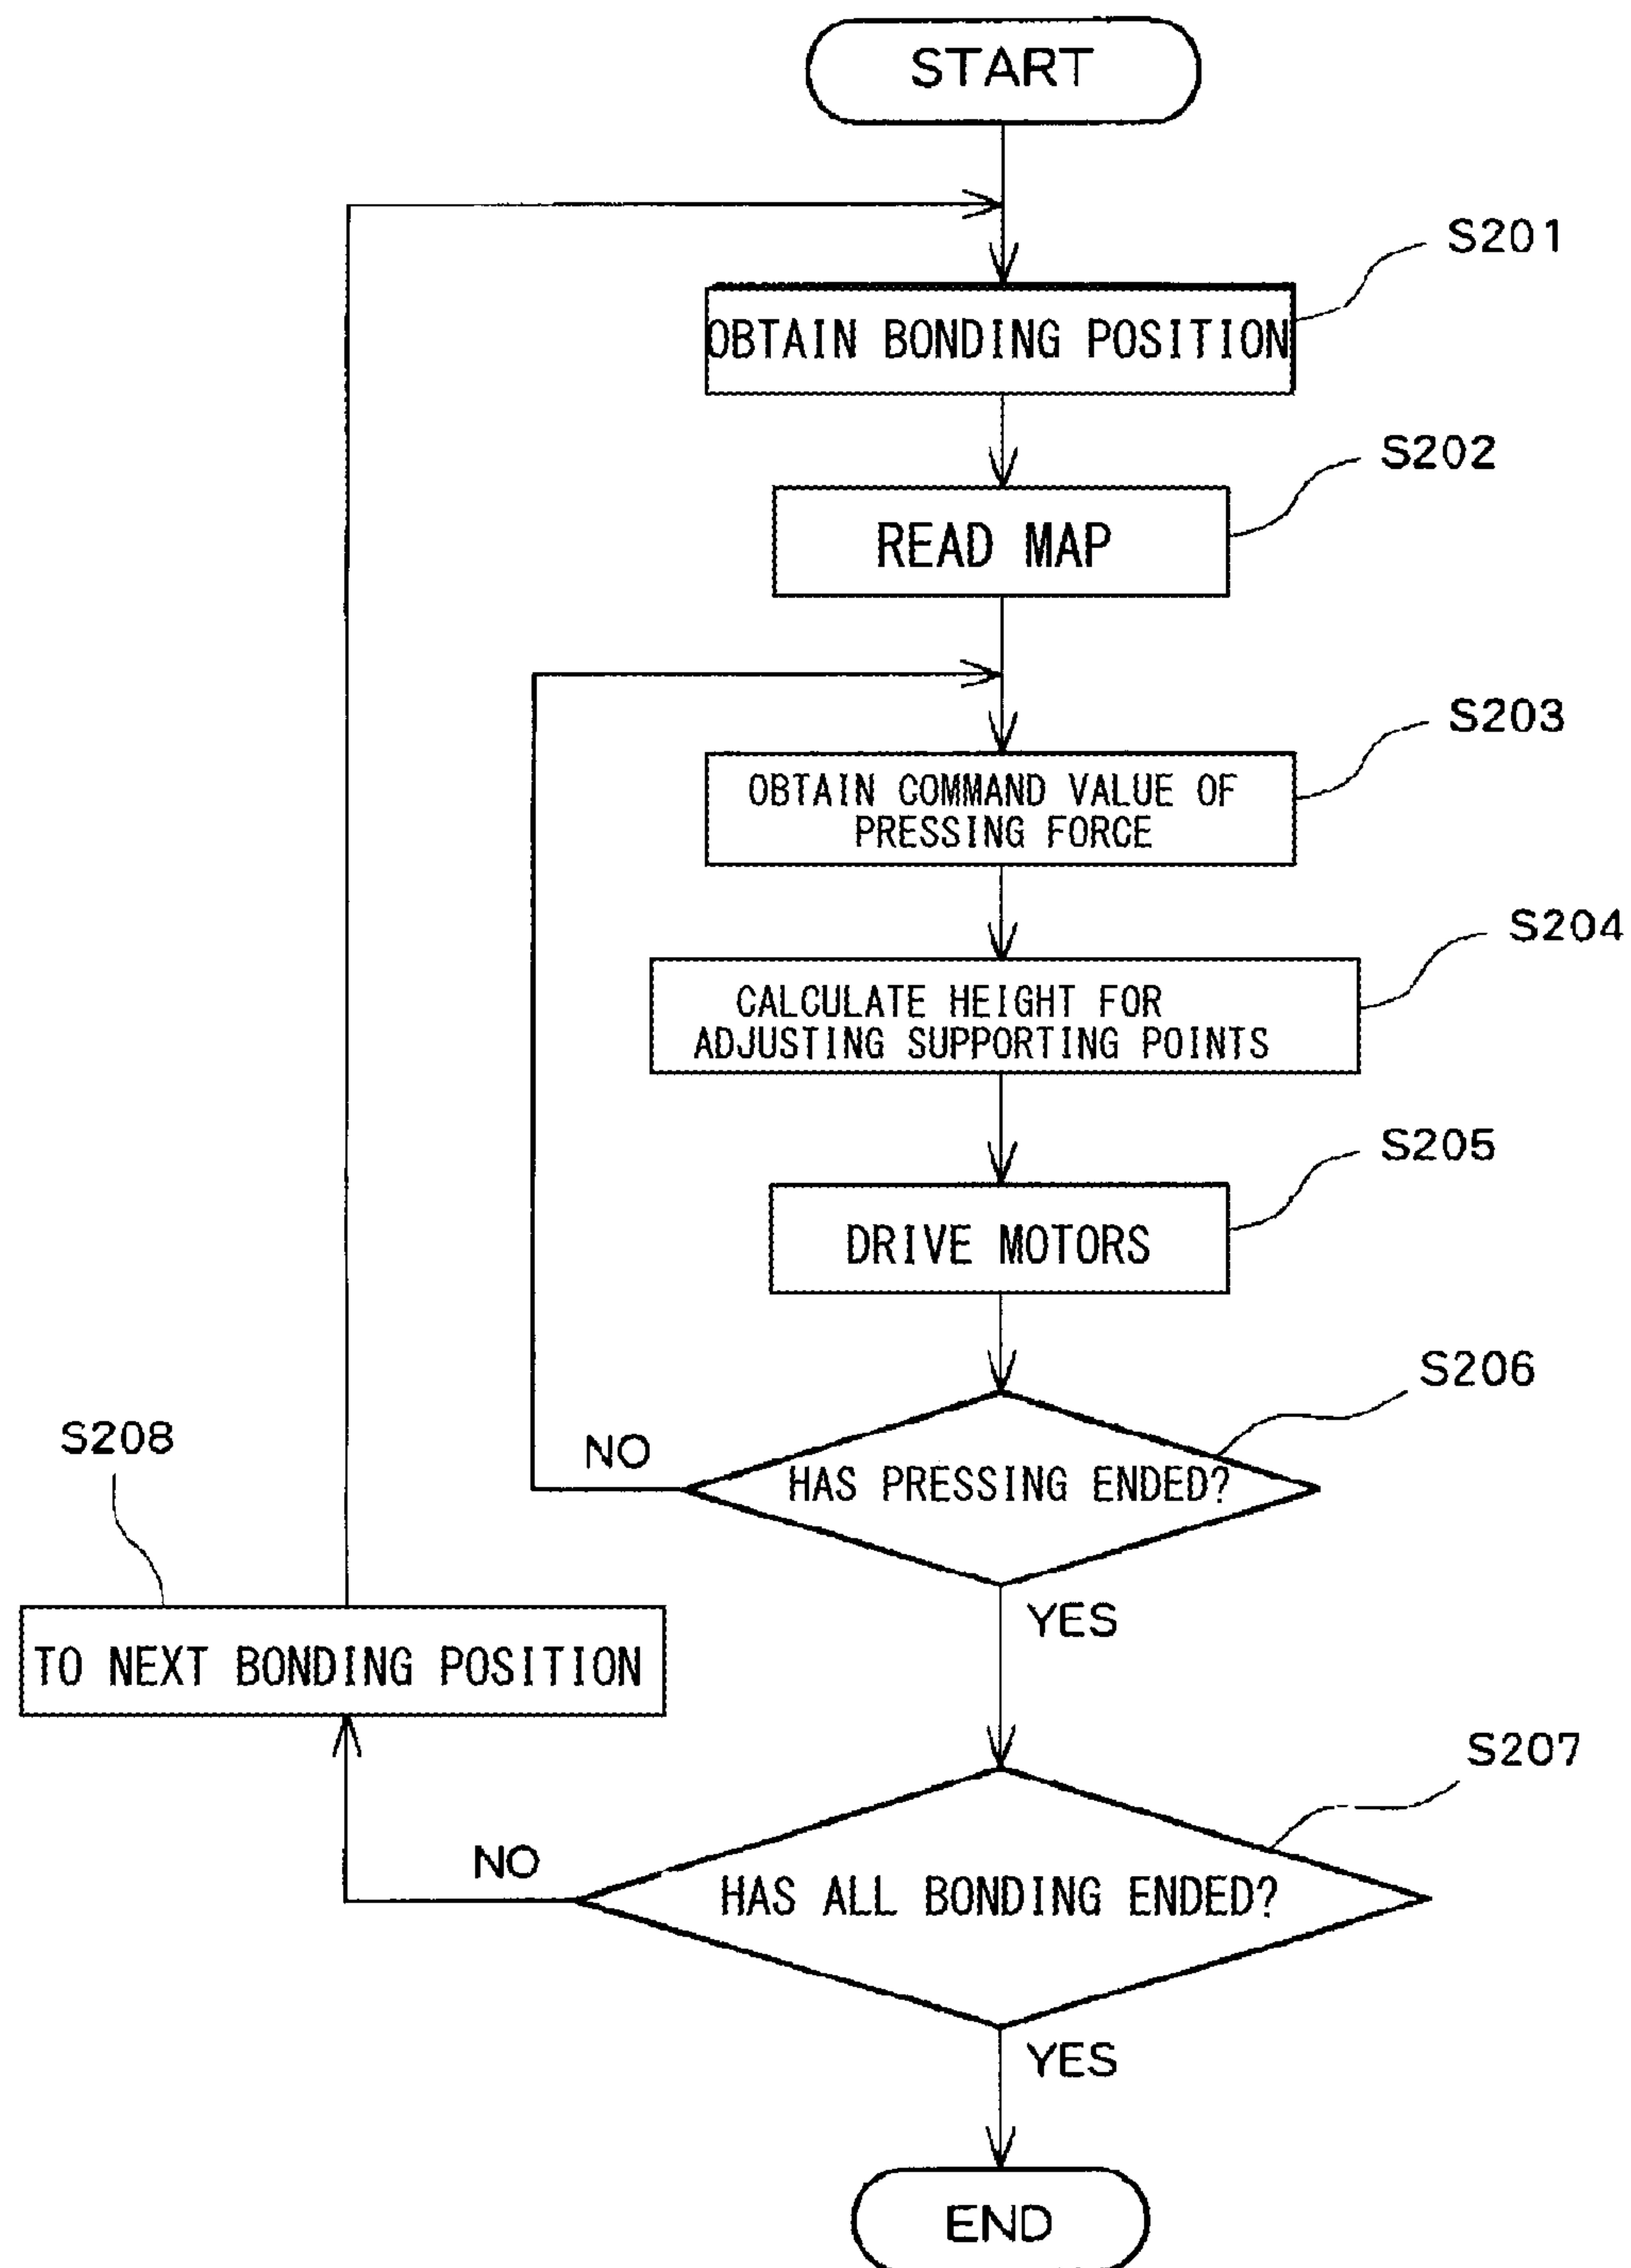 START
S201
OBTAIN BONDING POSITION
S202
READ MAP
S203
OBTAIN COMMAND VALUE OF
PRESSING FORCE
S204
CALCULATE HEIGHT FOR
ADJUSTING SUPPORTING POINTS
S205
DRIVE MOTORS
S206
NO
HAS PRESSING ENDED?
S208
YES
TO NEXT BONDING POSITION
S207
NO
HAS ALL BONDING ENDED?
YES
END